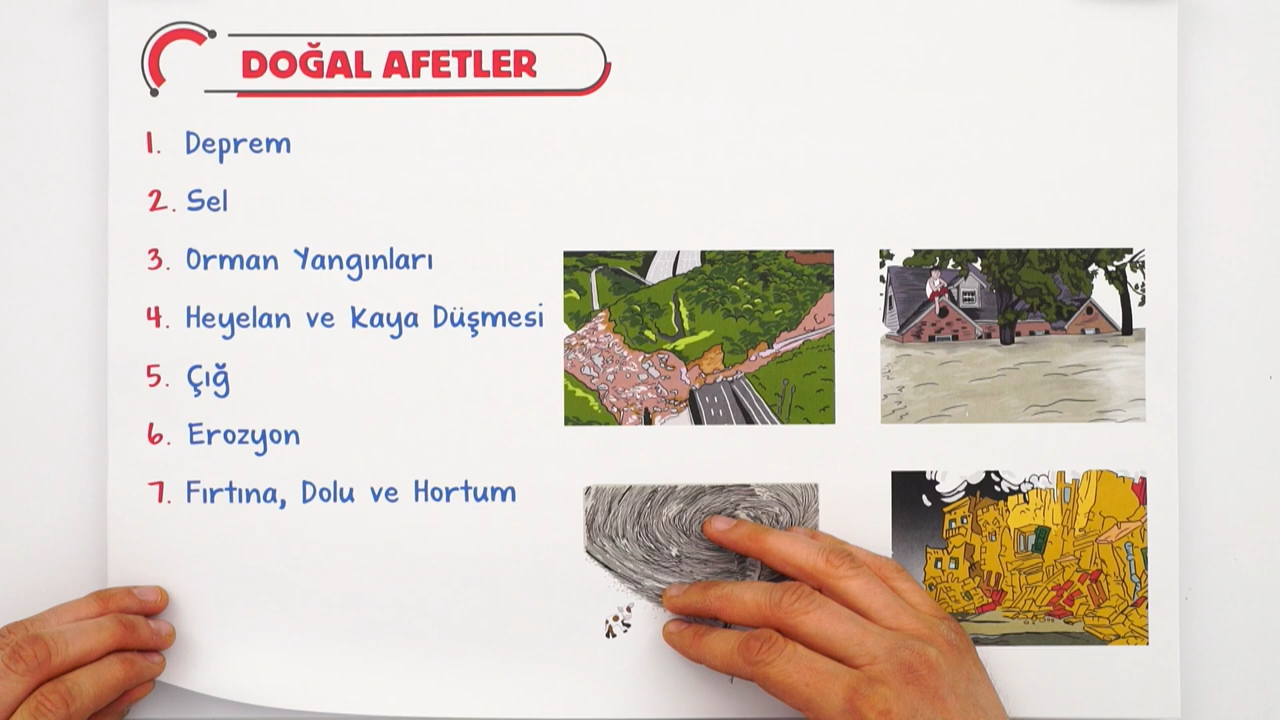 DOĞAL AFETLER
1. Deprem
2. Sel
3. Orman Yangınları
4. Heyelan ve Kaya Düşmesi
5. Çığ
6. Erozyon
7. Fırtına, Dolu ve Hortum